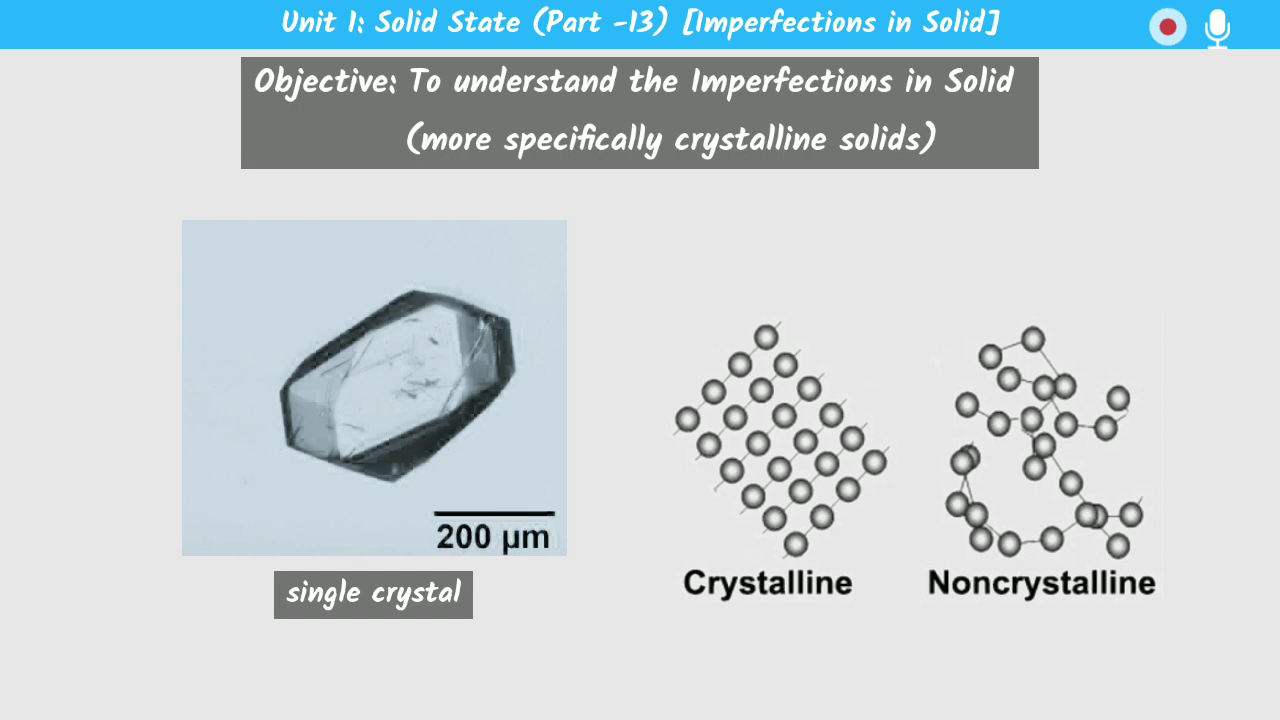 Unit 1: Solid State (Part -13) [Imperfections in Solid]
Objective: To understand the Imperfections in Solid
(more specifically crystalline solids)
200 µm
single crystal
Crystalline
Noncrystalline